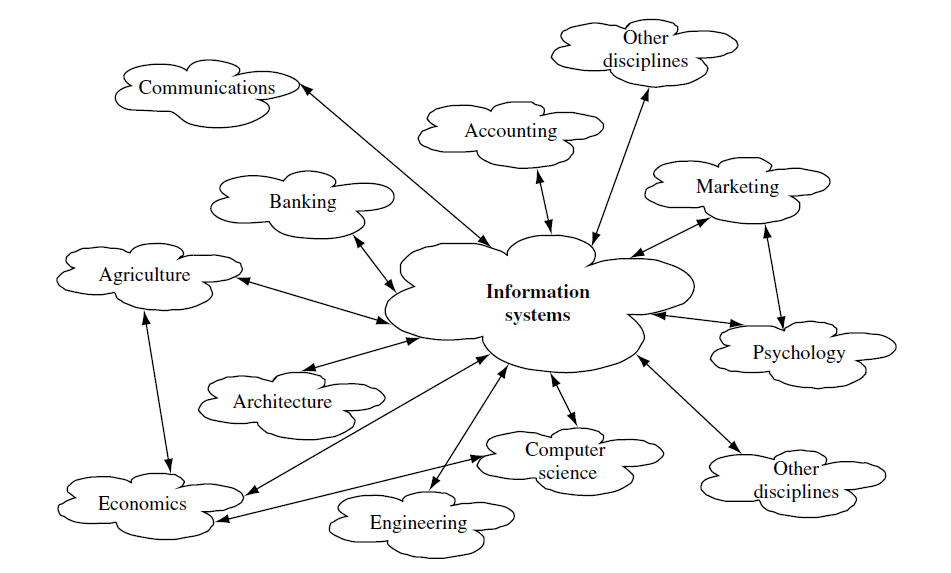 Other
disciplines
Communications
Accounting
Marketing
Banking
Agriculture
Information
systems
Psychology
Architecture
Computer
science
Other
disciplines
Economics
Engineering